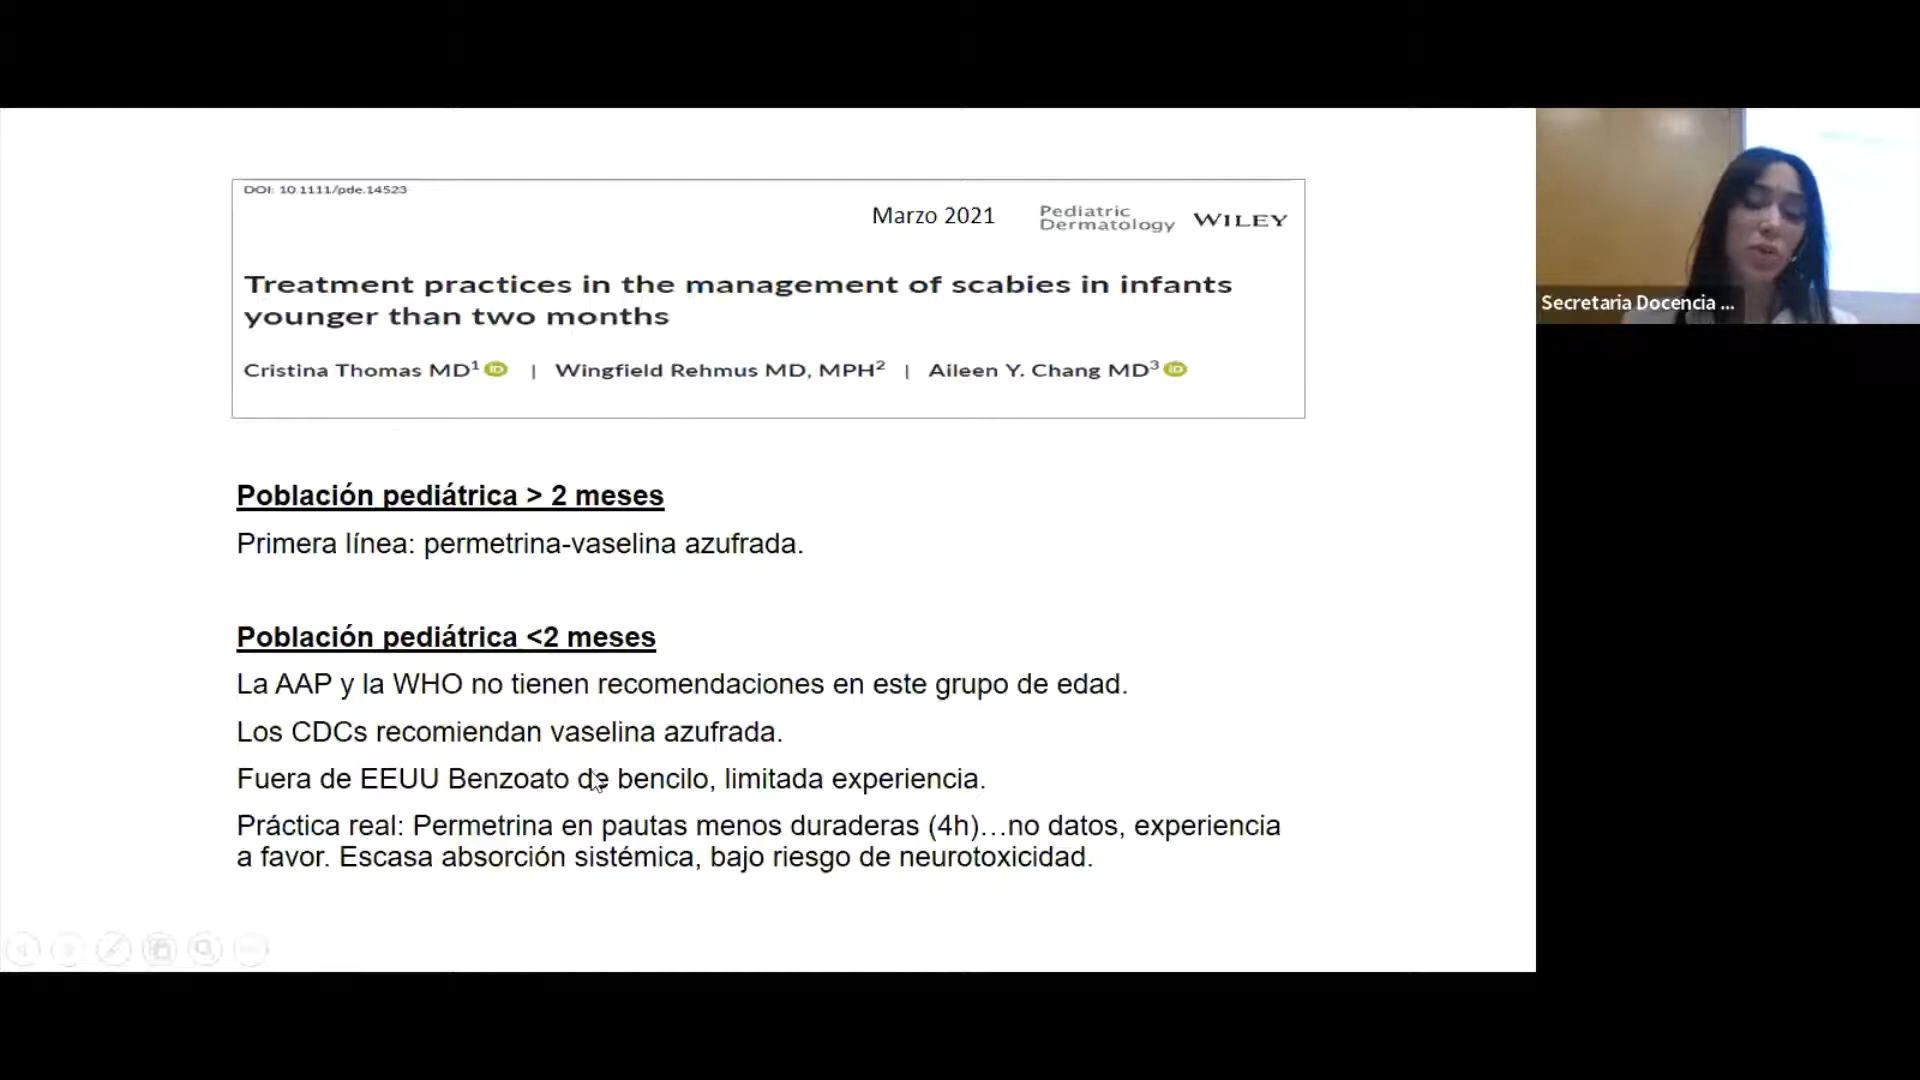 DOI: 10.1111/pde.14523
Marzo 2021
Pediatric
Dermatology
WILEY
Treatment practices in the management of scabies in infants
younger than two months
Cristina Thomas MD1 iD | Wingfield Rehmus MD, MPH2 | Aileen Y. Chang MD3 iD
Secretaria Docencia ...
Población pediátrica > 2 meses
Primera línea: permetrina-vaselina azufrada.
Población pediátrica <2 meses
La AAP y la WHO no tienen recomendaciones en este grupo de edad.
Los CDCs recomiendan vaselina azufrada.
Fuera de EEUU Benzoato de bencilo, limitada experiencia.
Práctica real: Permetrina en pautas menos duraderas (4h)…no datos, experiencia
a favor. Escasa absorción sistémica, bajo riesgo de neurotoxicidad.